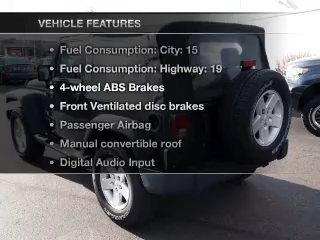 VEHICLE FEATURES
• Fuel Consumption: City: 15
• Fuel Consumption: Highway: 19
• 4-wheel ABS Brakes
• Front Ventilated disc brakes
• Passenger Airbag
• Manual convertible roof
• Digital Audio Input